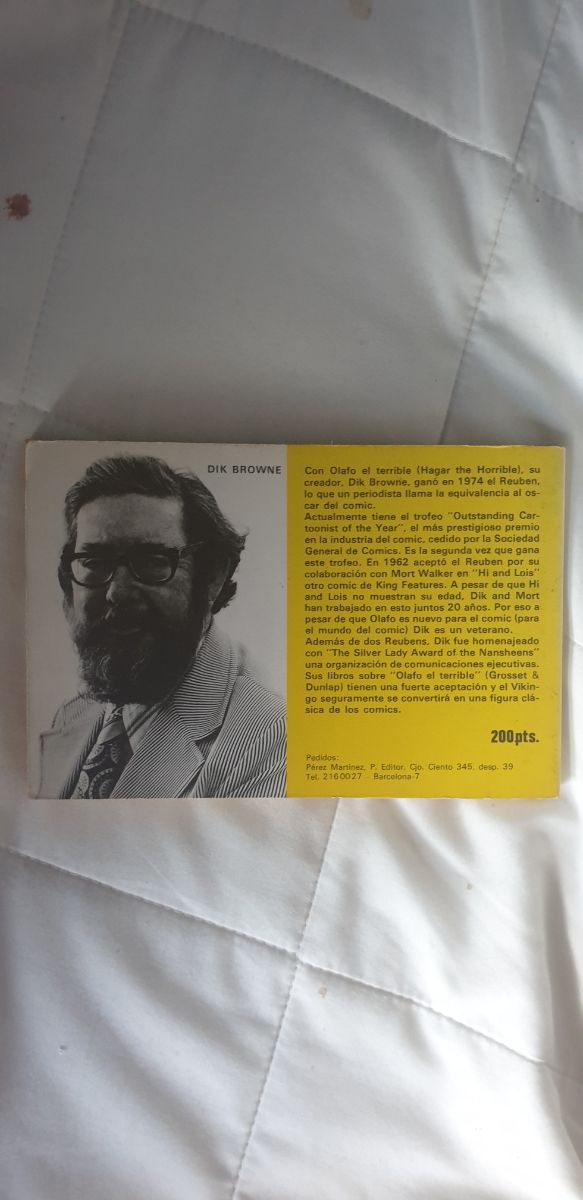 DIK BROWNE
Con Olafo el terrible (Hagar the Horrible), su
creador, Dik Browne, ganó en 1974 el Reuben,
lo que un periodista llama la equivalencia al os-
car del comic.
Actualmente tiene el trofeo "Outstanding Car-
toonist of the Year", el más prestigioso premio
en la industria del comic, cedido por la Sociedad
General de Comics. Es la segunda vez que gana
este trofeo. En 1962 aceptó el Reuben por su
colaboración con Mort Walker en "Hi and Lois"
otro comic de King Features. A pesar de que Hi
and Lois no muestran su edad, Dik and Mort
han trabajado en esto juntos 20 años. Por eso a
pesar de que Olafo es nuevo para el comic (para
el mundo del comic) Dik es un veterano.
Además de dos Reubens, Dik fue homenajeado
con "The Silver Lady Award of the Nansheens"
una organización de comunicaciones ejecutivas.
Sus libros sobre "Olafo el terrible" (Grosset &
Dunlap) tienen una fuerte aceptación y el Vikin-
go seguramente se convertirá en una figura clá-
sica de los comics.
200pts.
Pedidos:
Pérez Martínez, P. Editor. Cjo. Ciento 345, desp. 39
Tel. 2160027 - Barcelona-7